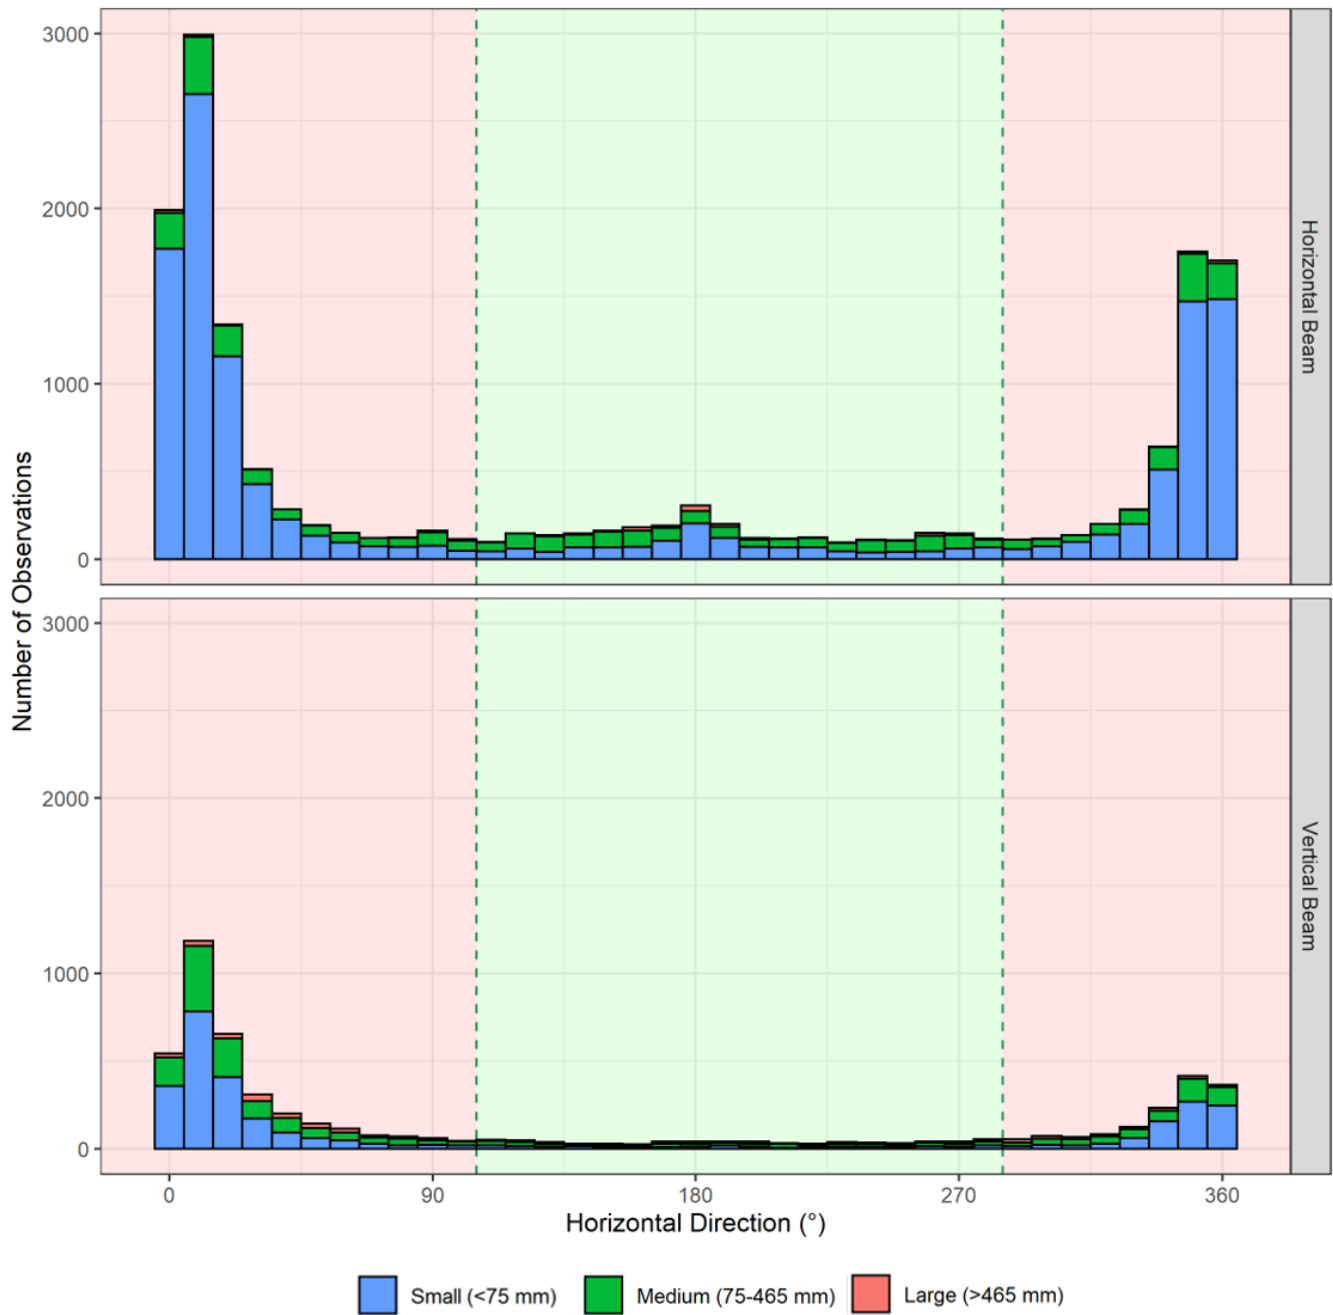 3000
2000
1000
0
Horizontal Beam
Number of Observations
3000
2000
1000
0
Vertical Beam
0 90 180 270 360
Horizontal Direction (°)
Small (<75 mm) Medium (75-465 mm) Large (>465 mm)